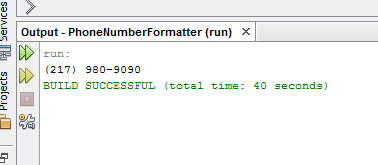 Services
Projects
Output - PhoneNumberFormatter (run) ×
run:
(217) 980-9090
BUILD SUCCESSFUL (total time: 40 seconds)